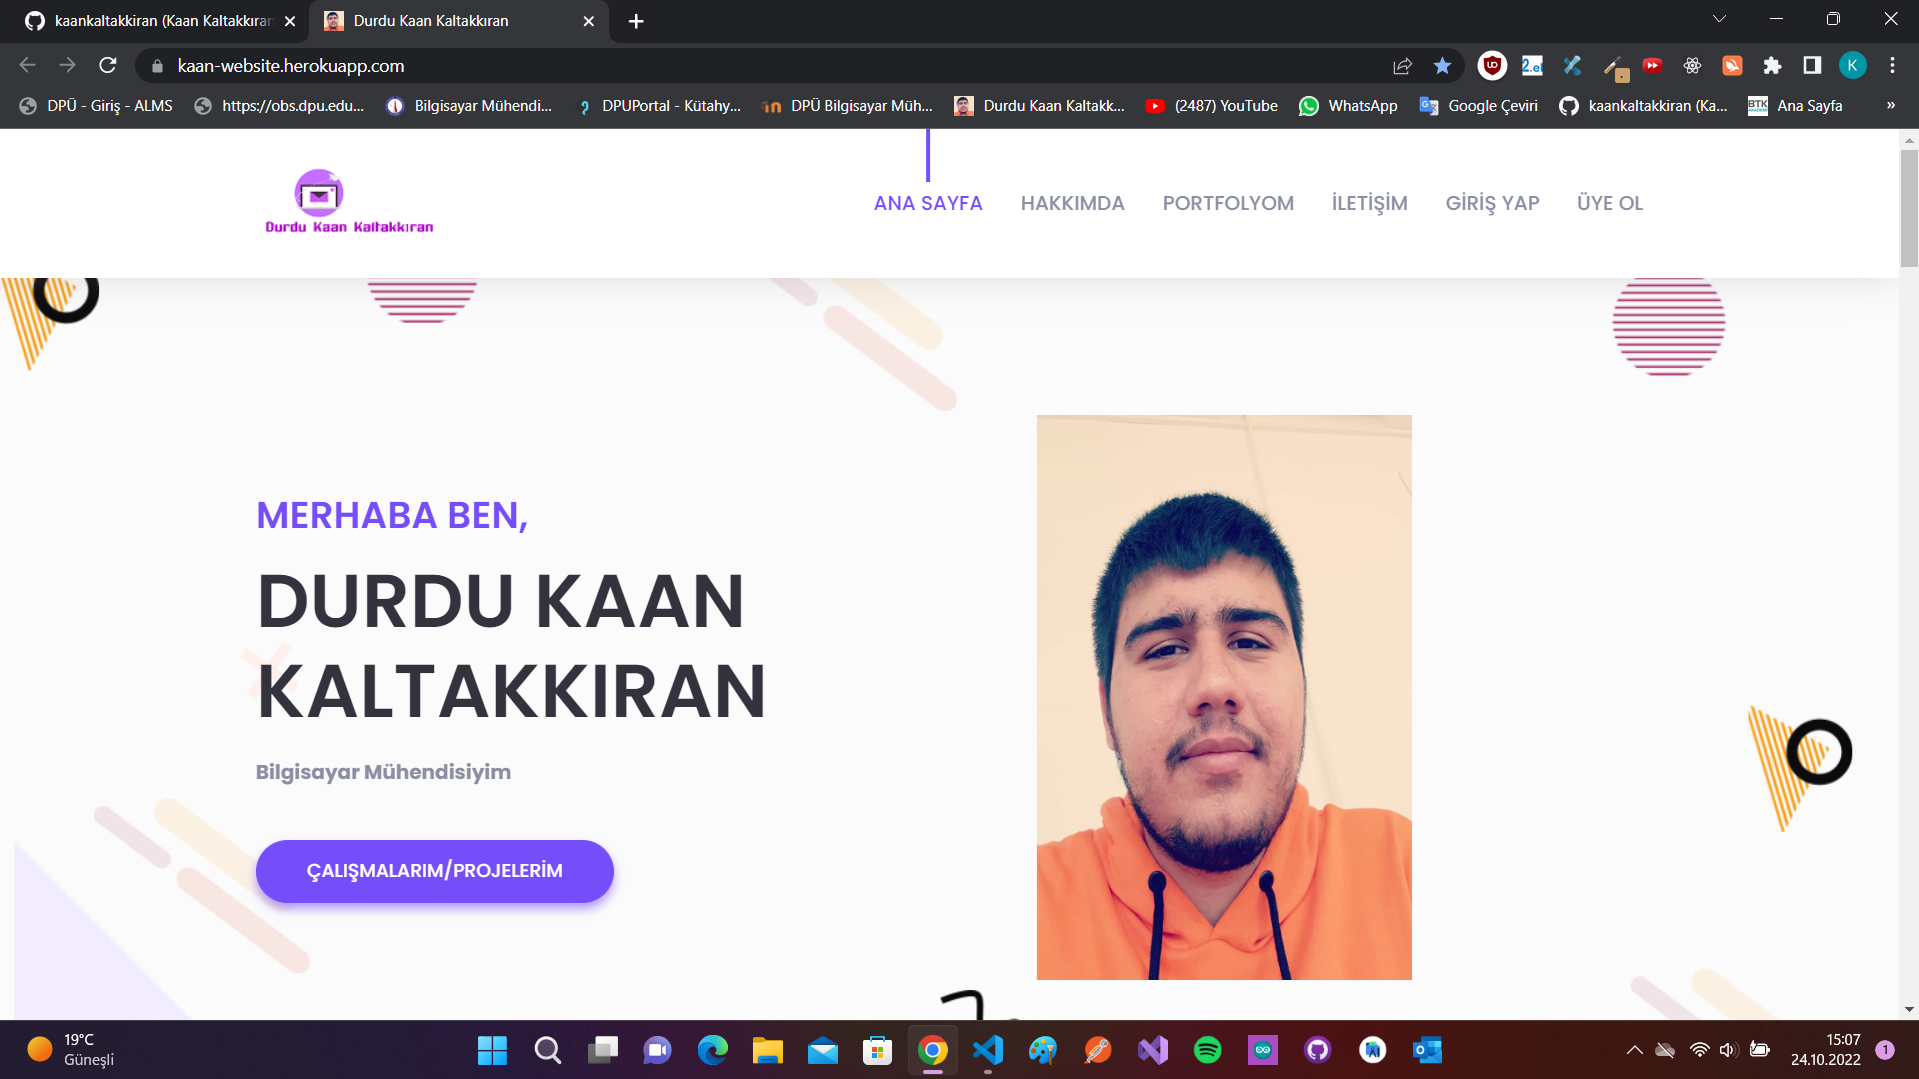 kaankaltakkiran (Kaan Kaltakkıran
Durdu Kaan Kaltakkıran
kaan-website.herokuapp.com
K
DPÜ - Giriş - ALMS
https://obs.dpu.edu...
Bilgisayar Mühendi...
DPUPortal - Kütahy...
DPÜ Bilgisayar Müh...
Durdu Kaan Kaltakk...
(2487) YouTube
WhatsApp
Google Çeviri
kaankaltakkiran (Ka...
BTK
Ana Sayfa
»
Durdu Kaan Kaltakkıran
ANA SAYFA
HAKKIMDA
PORTFOLYOM
İLETİŞİM
GİRİŞ YAP
ÜYE OL
MERHABA BEN,
DURDU KAAN
KALTAKKIRAN
Bilgisayar Mühendisiyim
ÇALIŞMALARIM/PROJELERİM
19°C
Güneşli
15:07
24.10.2022
1